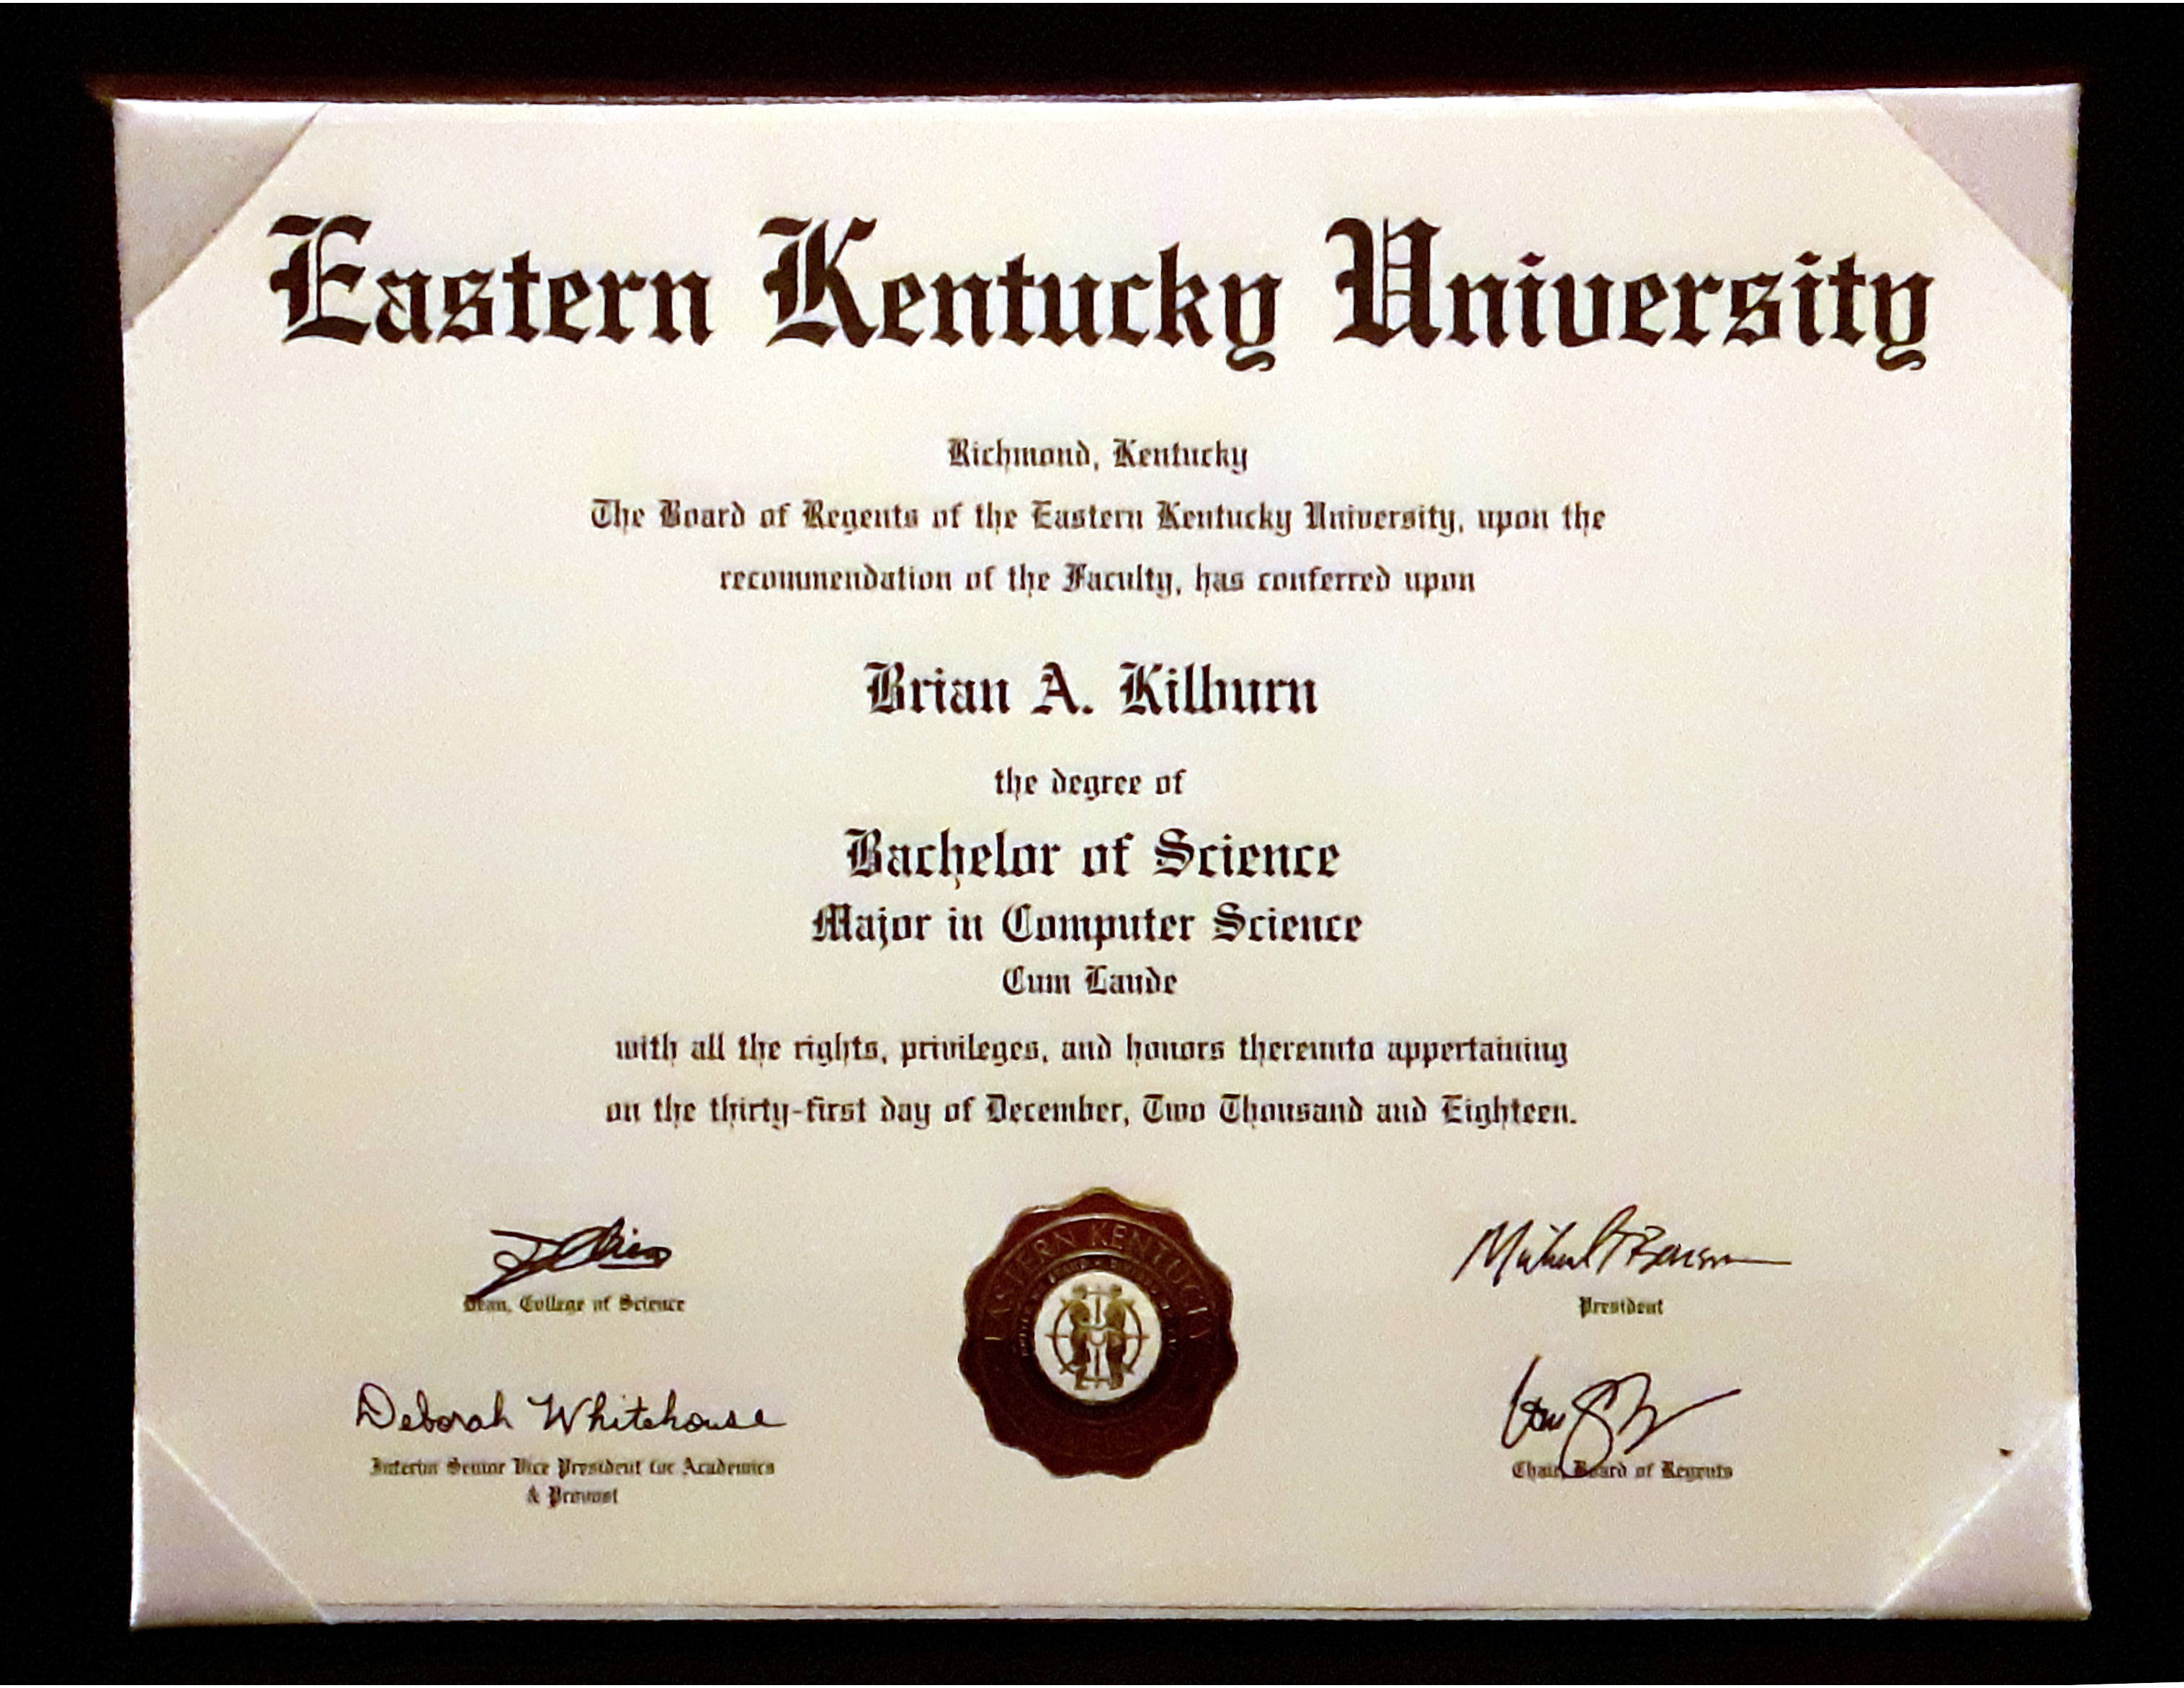 Eastern Kentucky University
Richmond, Kentucky
The Board of Regents of the Eastern Kentucky University, upon the
recommendation of the Faculty, has conferred upon
Brian A. Kilburn
the degree of
Bachelor of Science
Major in Computer Science
Cum Laude
with all the rights, privileges, and honors thereunto appertaining
on the thirty-first day of December, Two Thousand and Eighteen.
Dean, College of Science
EASTERN KENTUCKY
President
Deborah Whitehouse
Interim Senior Vice President for Academics
& Provost
Chair, Board of Regents